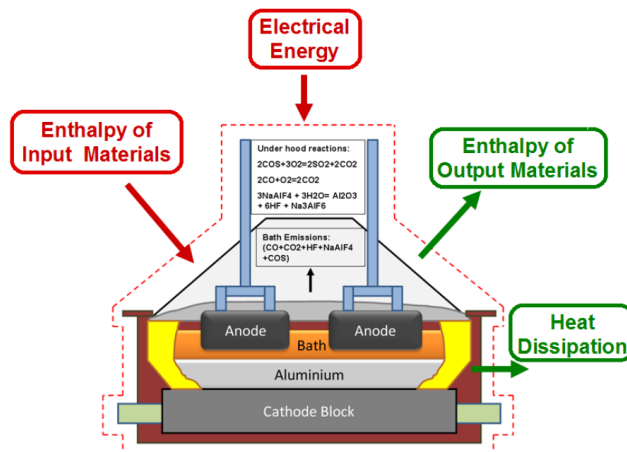 Electrical
Energy
Enthalpy of
Input Materials
Enthalpy of
Output Materials
Under hood reactions:
2COS+3O2=2SO2+2CO2
2CO+O2=2CO2
3NaAlF4 + 3H2O= Al2O3
+ 6HF + Na3AlF6
Bath Emissions:
(CO+CO2+HF+NaAlF4
+COS)
Heat
Dissipation
Anode
Anode
Bath
Aluminium
Cathode Block